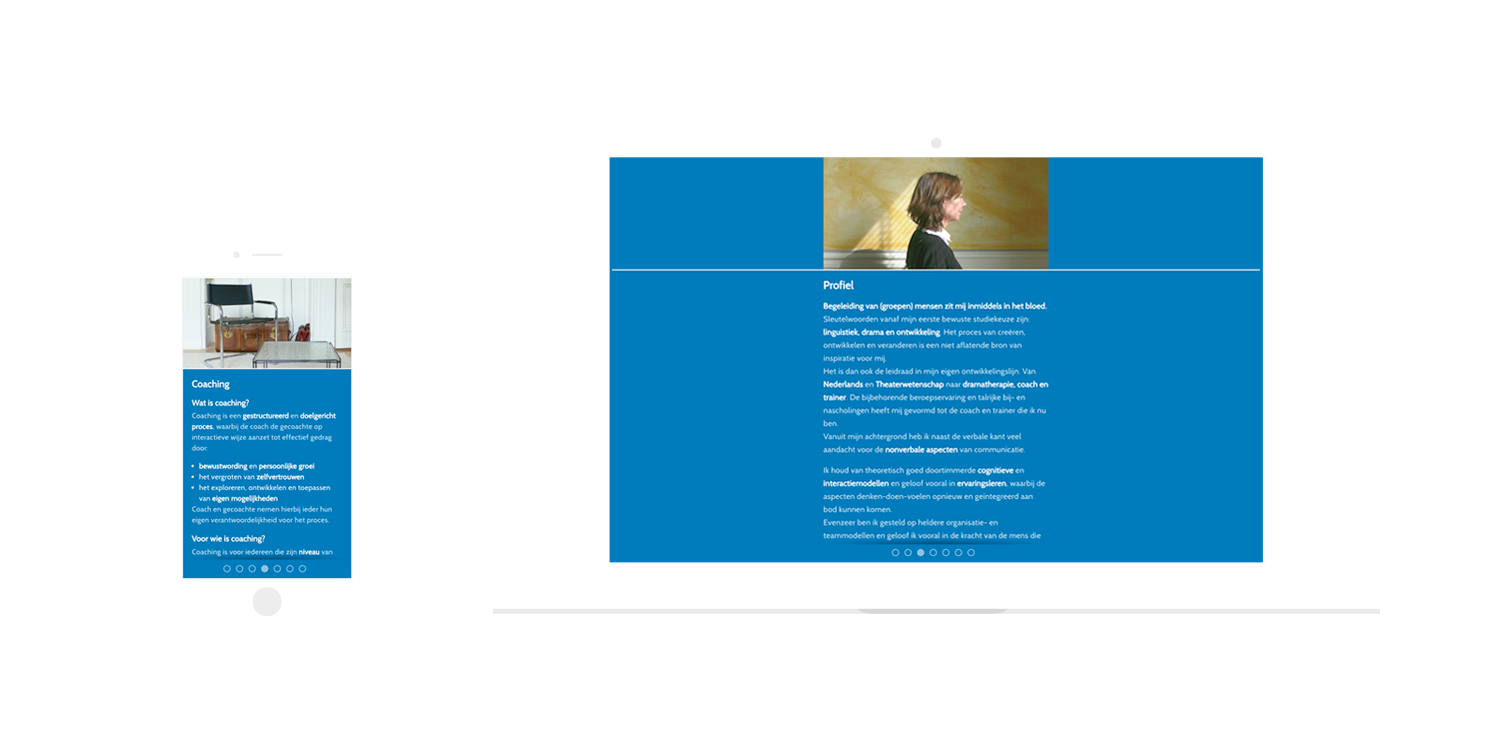 Coaching
Wat is coaching?
Coaching is een gestructureerd en doelgericht
proces, waarbij de coach de gecoachte op
interactieve wijze aanzet tot effectief gedrag
door:
• bewustwording en persoonlijke groei
• het vergroten van zelfvertrouwen
• het exploreren, ontwikkelen en toepassen
van eigen mogelijkheden
Coach en gecoachte nemen hierbij ieder hun
eigen verantwoordelijkheid voor het proces.
Voor wie is coaching?
Coaching is voor iedereen die zijn niveau van
Profiel
Begeleiding van (groepen) mensen zit mij inmiddels in het bloed.
Sleutelwoorden vanaf mijn eerste bewuste studiekeuze zijn:
linguistiek, drama en ontwikkeling. Het proces van creëren,
ontwikkelen en veranderen is een niet aflatende bron van
inspiratie voor mij.
Het is dan ook de leidraad in mijn eigen ontwikkelingslijn. Van
Nederlands en Theaterwetenschap naar dramatherapie, coach en
trainer. De bijbehorende beroepservaring en talrijke bij- en
nascholingen heeft mij gevormd tot de coach en trainer die ik nu
ben.
Vanuit mijn achtergrond heb ik naast de verbale kant veel
aandacht voor de nonverbale aspecten van communicatie.
Ik houd van theoretisch goed doortimmerde cognitieve en
interactiemodellen en geloof vooral in ervaringsleren, waarbij de
aspecten denken-doen-voelen opnieuw en geïntegreerd aan
bod kunnen komen.
Evenzeer ben ik gesteld op heldere organisatie- en
teammodellen en geloof ik vooral in de kracht van de mens die